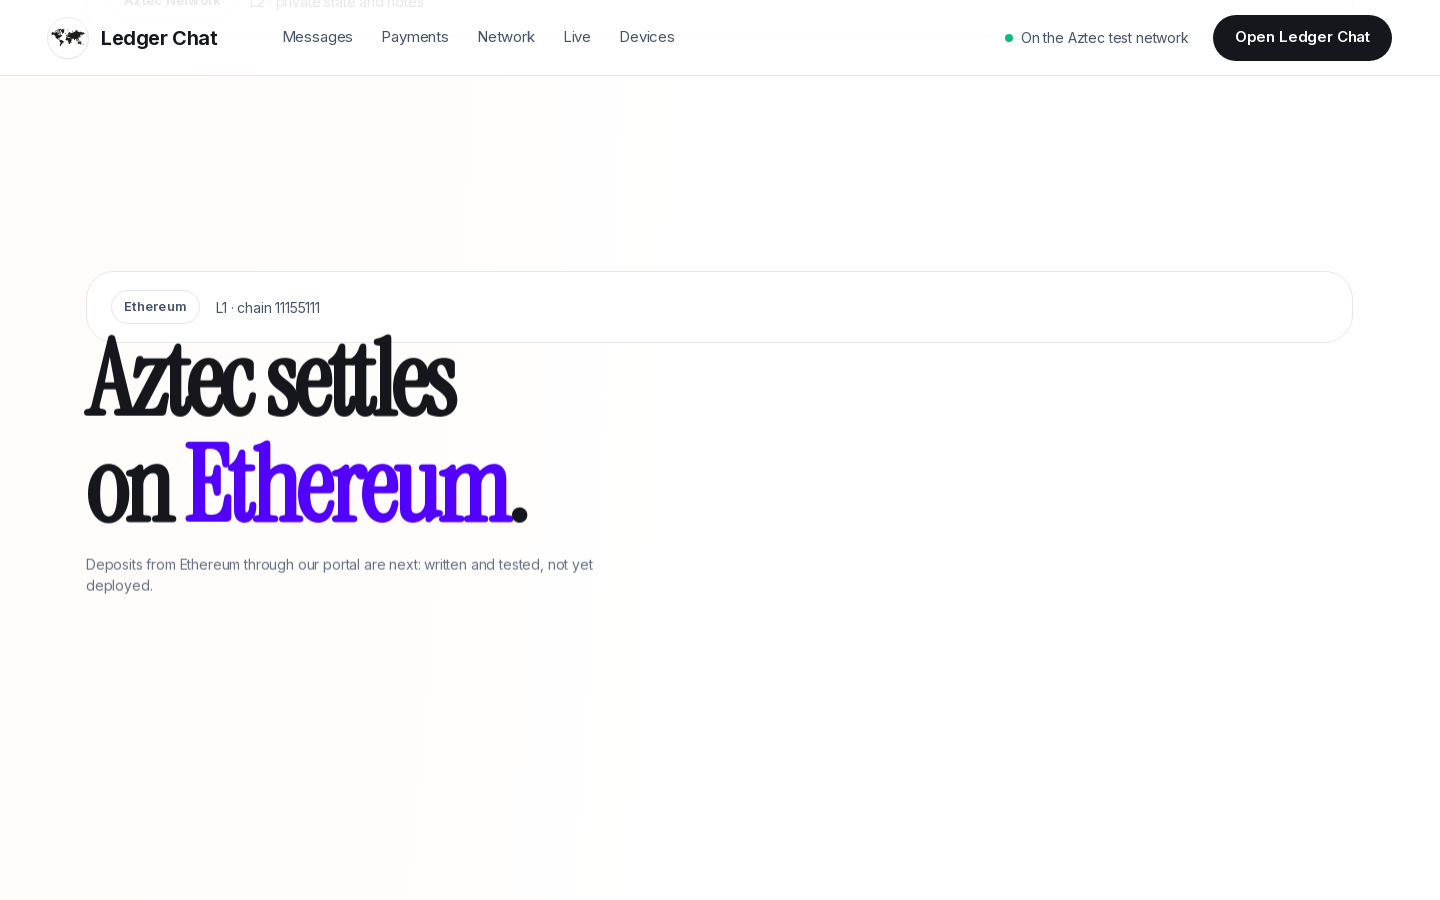 Aztec Network
L2 · private state and notes
Ledger Chat
Messages
Payments
Network
Live
Devices
On the Aztec test network
Open Ledger Chat
Ethereum
L1 · chain 11155111
Aztec settles
on Ethereum.
Deposits from Ethereum through our portal are next: written and tested, not yet
deployed.